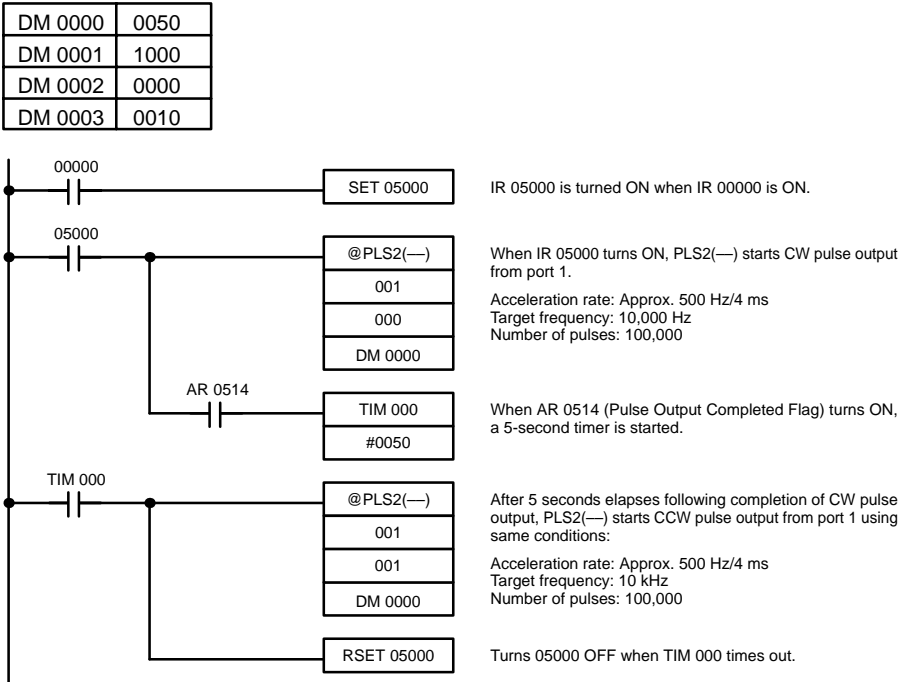 DM 0000 0050
DM 0001 1000
DM 0002 0000
DM 0003 0010
00000
SET 05000
IR 05000 is turned ON when IR 00000 is ON.
05000
@PLS2(––)
001
000
DM 0000
When IR 05000 turns ON, PLS2(––) starts CW pulse output
from port 1.
Acceleration rate: Approx. 500 Hz/4 ms
Target frequency: 10,000 Hz
Number of pulses: 100,000
AR 0514
TIM 000
#0050
When AR 0514 (Pulse Output Completed Flag) turns ON,
a 5-second timer is started.
TIM 000
@PLS2(––)
001
001
DM 0000
After 5 seconds elapses following completion of CW pulse
output, PLS2(––) starts CCW pulse output from port 1 using
same conditions:
Acceleration rate: Approx. 500 Hz/4 ms
Target frequency: 10 kHz
Number of pulses: 100,000
RSET 05000
Turns 05000 OFF when TIM 000 times out.